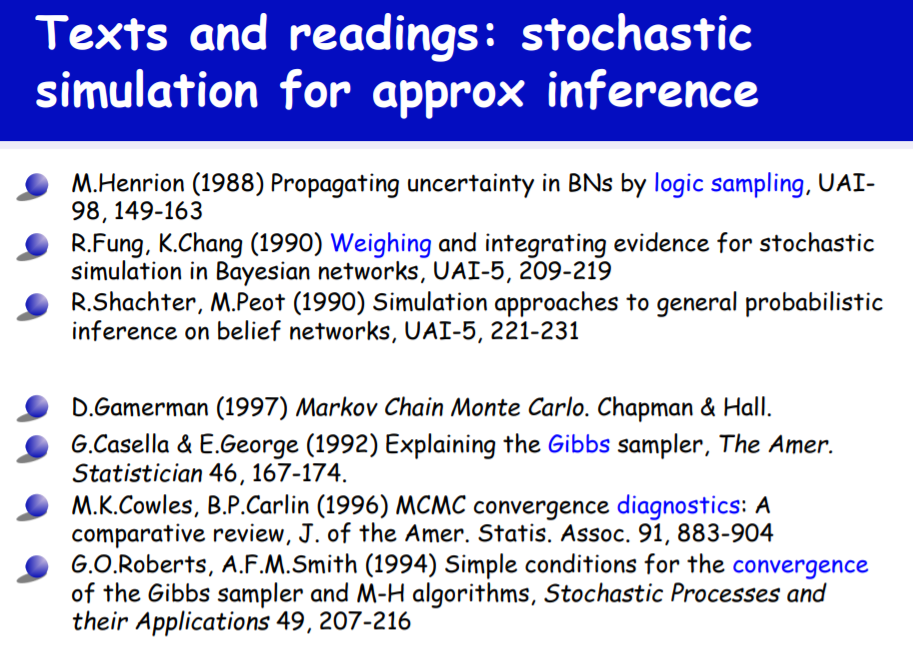 Texts and readings: stochastic
simulation for approx inference
M.Henrion (1988) Propagating uncertainty in BNs by logic sampling, UAI-
98, 149-163
R.Fung, K.Chang (1990) Weighing and integrating evidence for stochastic
simulation in Bayesian networks, UAI-5, 209-219
R.Shachter, M.Peot (1990) Simulation approaches to general probabilistic
inference on belief networks, UAI-5, 221-231
D.Gamerman (1997) Markov Chain Monte Carlo. Chapman & Hall.
G.Casella & E.George (1992) Explaining the Gibbs sampler, The Amer.
Statistician 46, 167-174.
M.K.Cowles, B.P.Carlin (1996) MCMC convergence diagnostics: A
comparative review, J. of the Amer. Statis. Assoc. 91, 883-904
G.O.Roberts, A.F.M.Smith (1994) Simple conditions for the convergence
of the Gibbs sampler and M-H algorithms, Stochastic Processes and
their Applications 49, 207-216